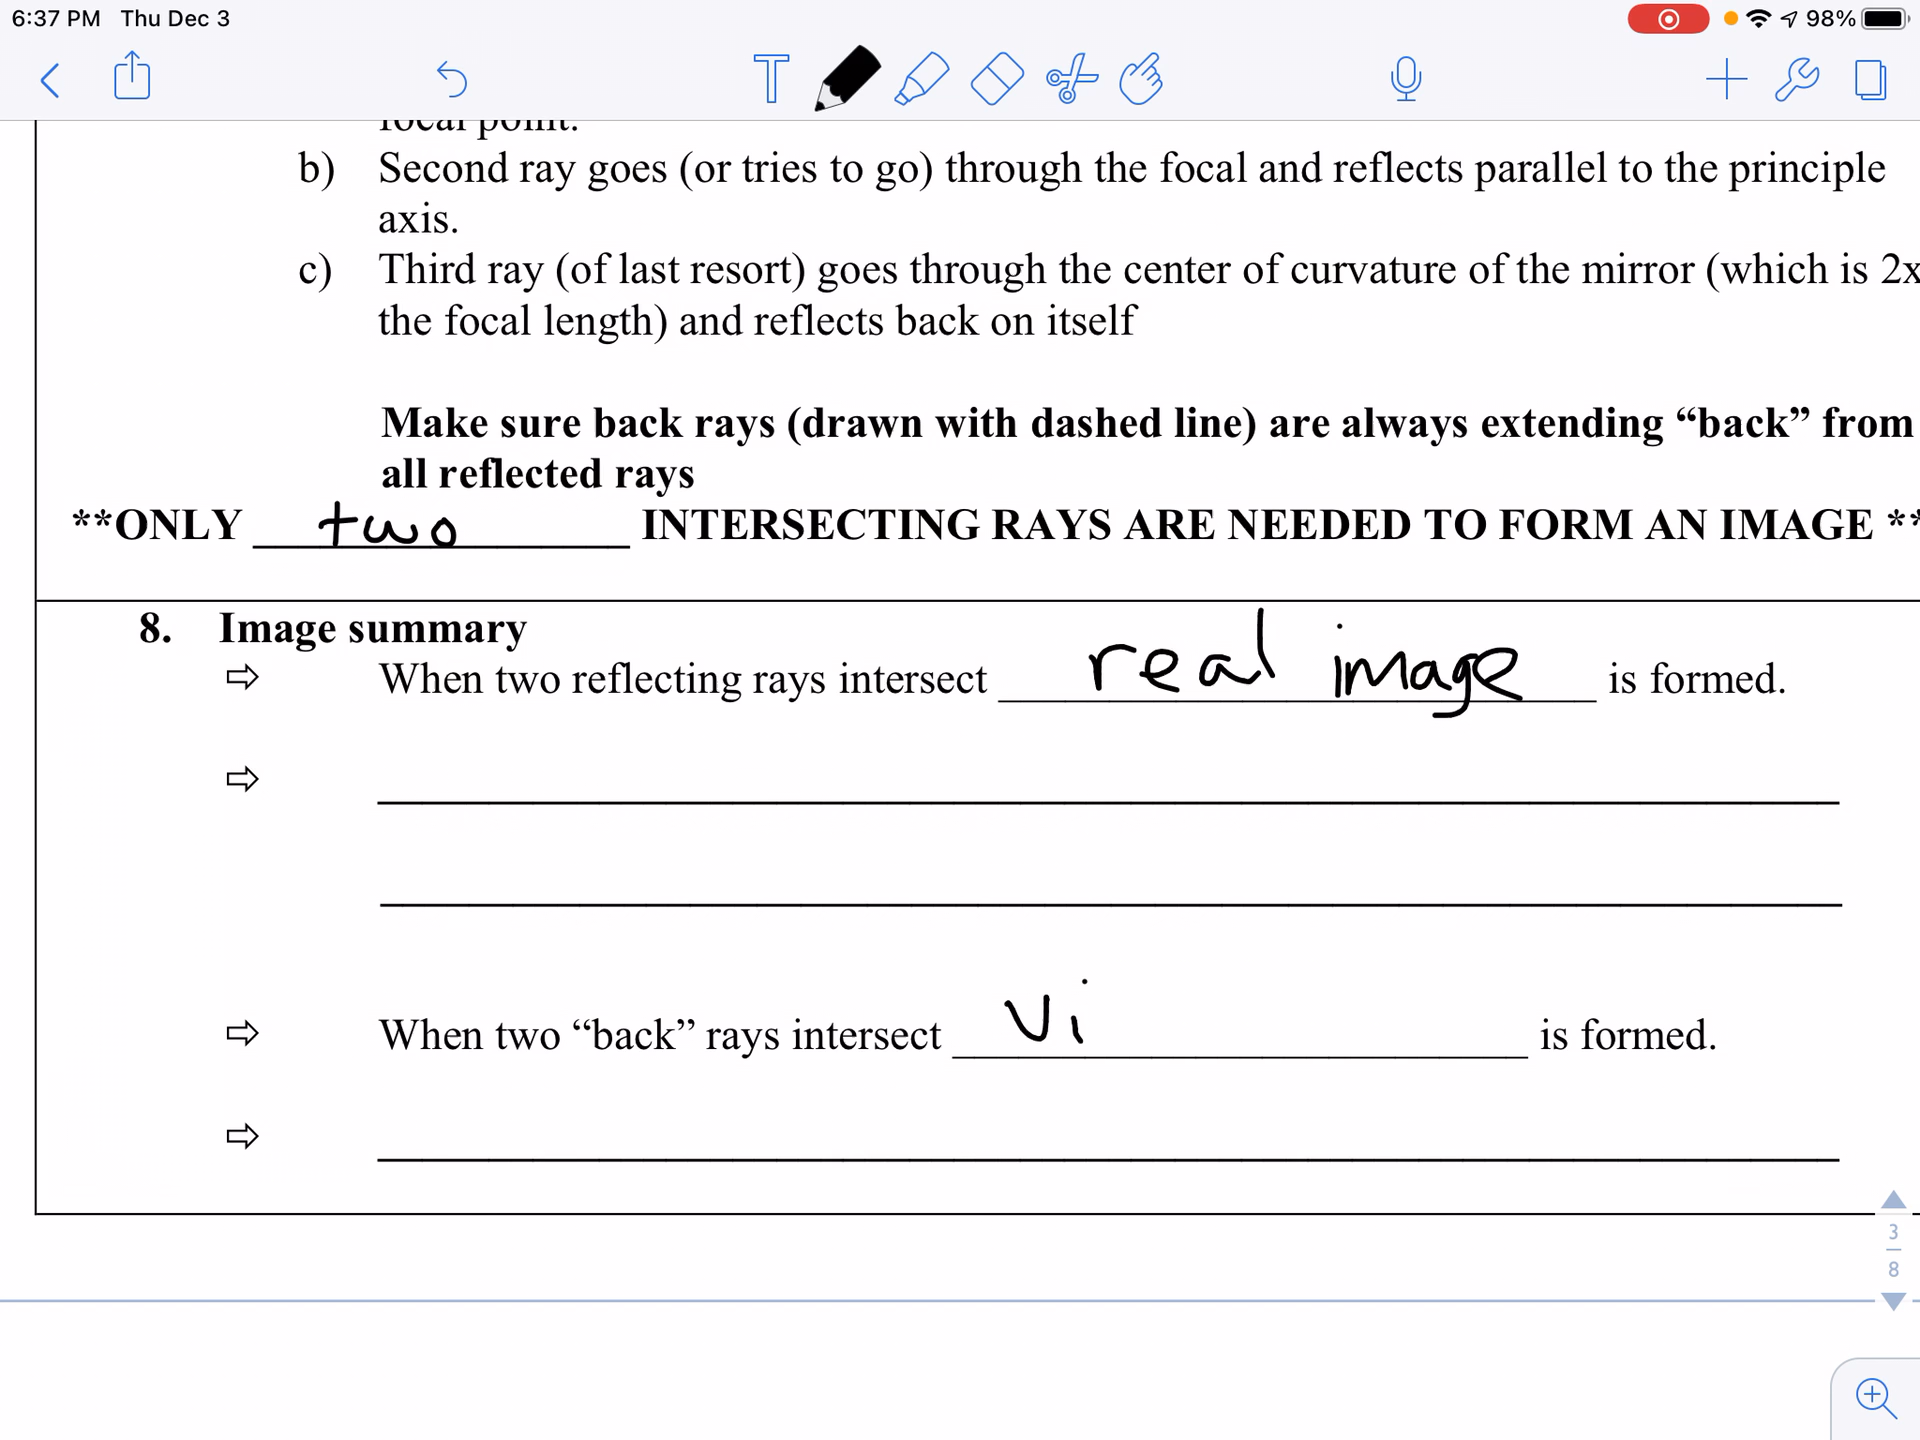 6:37 PM Thu Dec 3 98%
T
focal point.
b) Second ray goes (or tries to go) through the focal and reflects parallel to the principle
axis.
c) Third ray (of last resort) goes through the center of curvature of the mirror (which is 2x
the focal length) and reflects back on itself
Make sure back rays (drawn with dashed line) are always extending “back” from
all reflected rays
**ONLY two INTERSECTING RAYS ARE NEEDED TO FORM AN IMAGE **
8. Image summary
⇨ When two reflecting rays intersect real image is formed.
⇨
⇨ When two “back” rays intersect vi is formed.
⇨
3
8